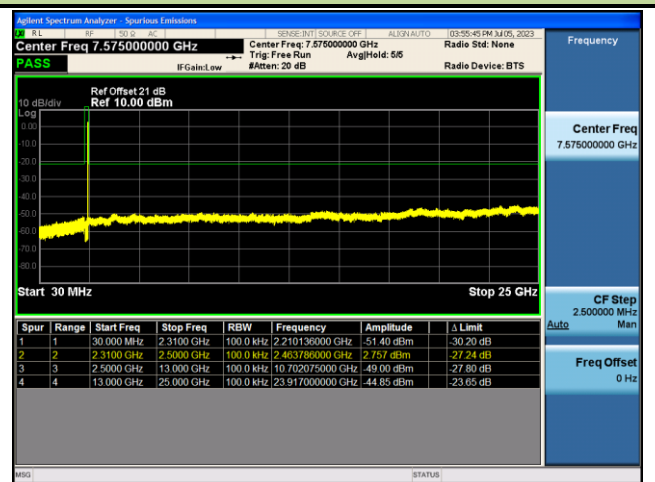 Agilent Spectrum Analyzer - Spurious Emissions
RL RF 50 Ω AC SENSE:INT SOURCE OFF ALIGN AUTO 03:55:45 PM Jul 05, 2023
Center Freq 7.575000000 GHz
Center Freq: 7.575000000 GHz
Radio Std: None
Trig: Free Run Avg|Hold: 5/5
PASS
IFGain:Low
#Atten: 20 dB
Radio Device: BTS
Frequency
Ref Offset 21 dB
10 dB/div Ref 10.00 dBm
Log
0.00
-10.0
-20.0
-30.0
-40.0
-50.0
-60.0
-70.0
-80.0
Start 30 MHz Stop 25 GHz
Spur Range Start Freq Stop Freq RBW Frequency Amplitude Δ Limit
1 1 30.000 MHz 2.3100 GHz 100.0 kHz 2.210136000 GHz -51.40 dBm -30.20 dB
2 2 2.3100 GHz 2.5000 GHz 100.0 kHz 2.463786000 GHz 2.757 dBm -27.24 dB
3 3 2.5000 GHz 13.000 GHz 100.0 kHz 10.702075000 GHz -49.00 dBm -27.80 dB
4 4 13.000 GHz 25.000 GHz 100.0 kHz 23.917000000 GHz -44.85 dBm -23.65 dB
Center Freq
7.575000000 GHz
CF Step
2.500000 MHz
Auto Man
Freq Offset
0 Hz
MSG STATUS